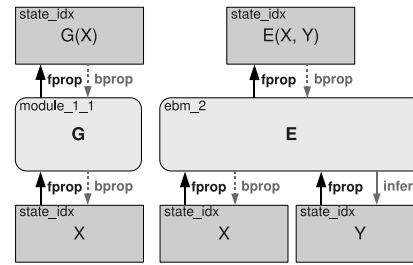 state_idx
G(X)
state_idx
E(X, Y)
fprop
bprop
fprop
bprop
module_1_1
G
ebm_2
E
fprop
bprop
fprop
bprop
fprop
infer
state_idx
X
state_idx
X
state_idx
Y